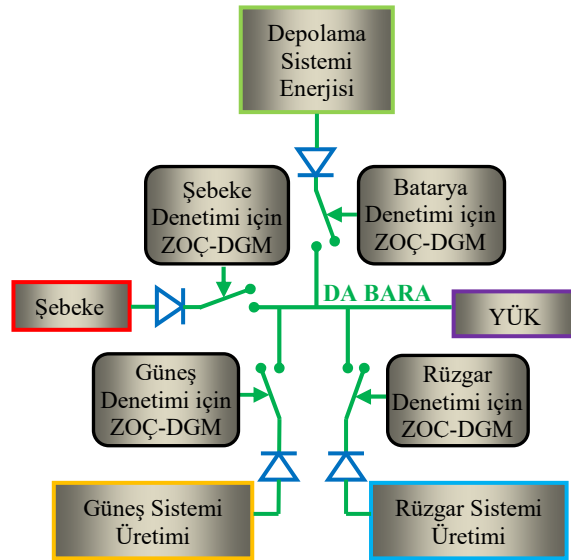 Depolama
Sistemi
Enerjisi
Şebeke
Denetimi için
ZOÇ-DGM
Batarya
Denetimi için
ZOÇ-DGM
Şebeke
DA BARA
YÜK
Güneş
Denetimi için
ZOÇ-DGM
Rüzgar
Denetimi için
ZOC-DGM
Güneş Sistemi
Üretimi
Rüzgar Sistemi
Üretimi